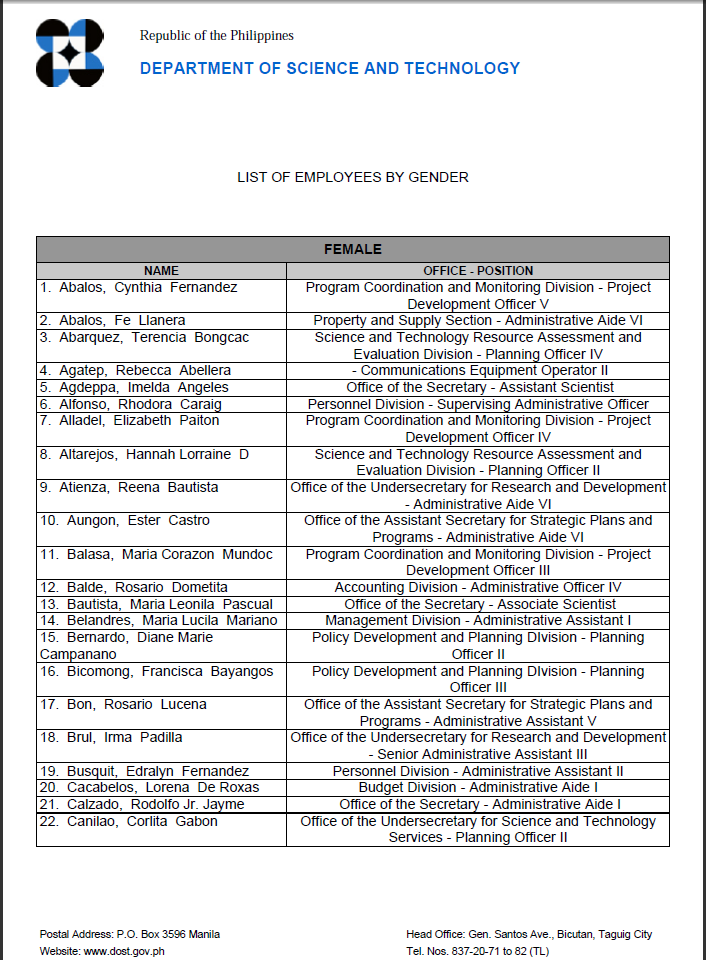 Republic of the Philippines
DEPARTMENT OF SCIENCE AND TECHNOLOGY
LIST OF EMPLOYEES BY GENDER
FEMALE
NAME OFFICE - POSITION
1. Abalos, Cynthia Fernandez Program Coordination and Monitoring Division - Project
Development Officer V
2. Abalos, Fe Llanera Property and Supply Section - Administrative Aide VI
3. Abarquez, Terencia Bongcac Science and Technology Resource Assessment and
Evaluation Division - Planning Officer IV
4. Agatep, Rebecca Abellera - Communications Equipment Operator II
5. Agdeppa, Imelda Angeles Office of the Secretary - Assistant Scientist
6. Alfonso, Rhodora Caraig Personnel Division - Supervising Administrative Officer
7. Alladel, Elizabeth Paiton Program Coordination and Monitoring Division - Project
Development Officer IV
8. Altarejos, Hannah Lorraine D Science and Technology Resource Assessment and
Evaluation Division - Planning Officer II
9. Atienza, Reena Bautista Office of the Undersecretary for Research and Development
- Administrative Aide VI
10. Aungon, Ester Castro Office of the Assistant Secretary for Strategic Plans and
Programs - Administrative Aide VI
11. Balasa, Maria Corazon Mundoc Program Coordination and Monitoring Division - Project
Development Officer III
12. Balde, Rosario Dometita Accounting Division - Administrative Officer IV
13. Bautista, Maria Leonila Pascual Office of the Secretary - Associate Scientist
14. Belandres, Maria Lucila Mariano Management Division - Administrative Assistant I
15. Bernardo, Diane Marie Policy Development and Planning DIvision - Planning
Campanano Officer II
16. Bicomong, Francisca Bayangos Policy Development and Planning DIvision - Planning
Officer III
17. Bon, Rosario Lucena Office of the Assistant Secretary for Strategic Plans and
Programs - Administrative Assistant V
18. Brul, Irma Padilla Office of the Undersecretary for Research and Development
- Senior Administrative Assistant III
19. Busquit, Edralyn Fernandez Personnel Division - Administrative Assistant II
20. Cacabelos, Lorena De Roxas Budget Division - Administrative Aide I
21. Calzado, Rodolfo Jr. Jayme Office of the Secretary - Administrative Aide I
22. Canilao, Corlita Gabon Office of the Undersecretary for Science and Technology
Services - Planning Officer II
Postal Address: P.O. Box 3596 Manila Head Office: Gen. Santos Ave., Bicutan, Taguig City
Website: www.dost.gov.ph Tel. Nos. 837-20-71 to 82 (TL)